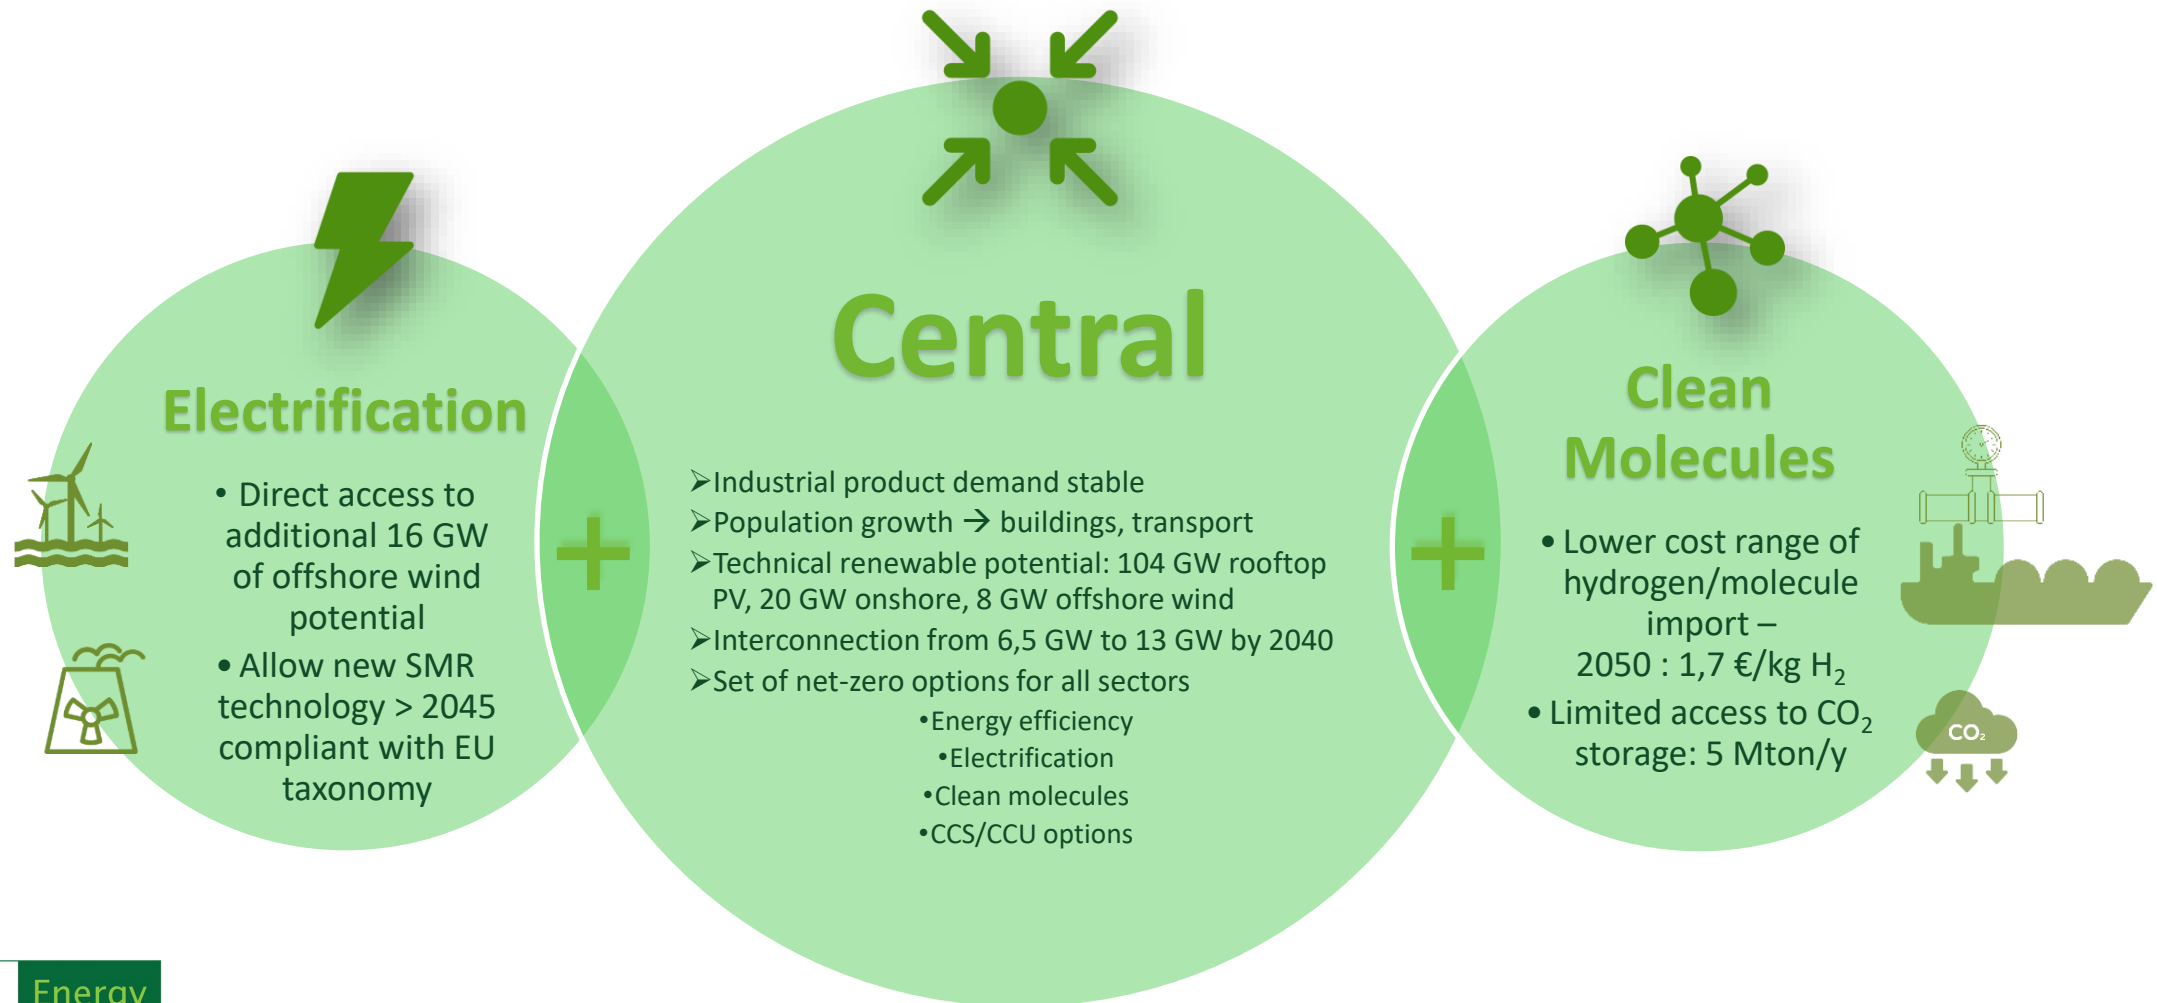 Electrification
• Direct access to
additional 16 GW
of offshore wind
potential
• Allow new SMR
technology > 2045
compliant with EU
taxonomy
+
Central
➢Industrial product demand stable
➢Population growth → buildings, transport
➢Technical renewable potential: 104 GW rooftop
PV, 20 GW onshore, 8 GW offshore wind
➢Interconnection from 6,5 GW to 13 GW by 2040
➢Set of net-zero options for all sectors
•Energy efficiency
•Electrification
•Clean molecules
•CCS/CCU options
+
Clean
Molecules
• Lower cost range of
hydrogen/molecule
import –
2050 : 1,7 €/kg H₂
• Limited access to CO₂
storage: 5 Mton/y
CO₂
Energy